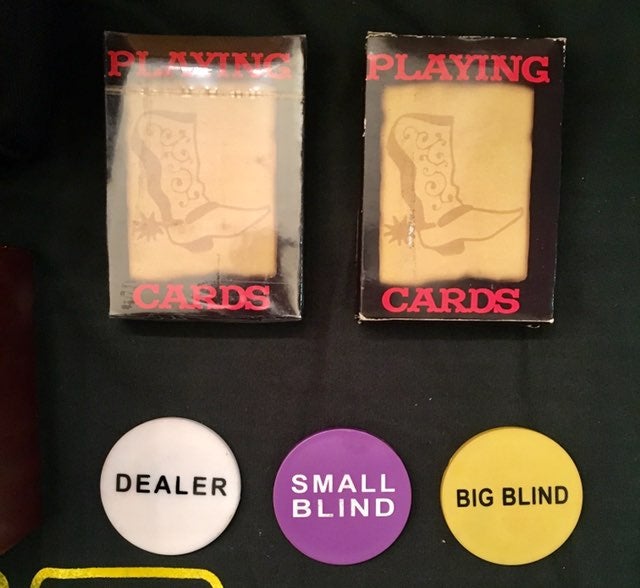 PLAYING
CARDS
PLAYING
CARDS
DEALER
SMALL
BLIND
BIG BLIND